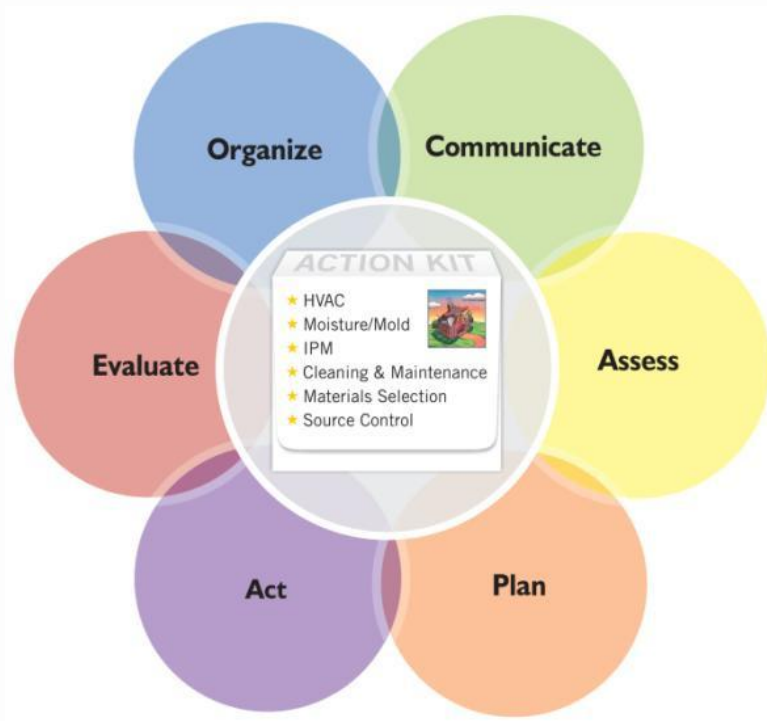 Organize
Communicate
ACTION KIT
HVAC
Moisture/Mold
IPM
Cleaning & Maintenance
Materials Selection
Source Control
Evaluate
Assess
Act
Plan